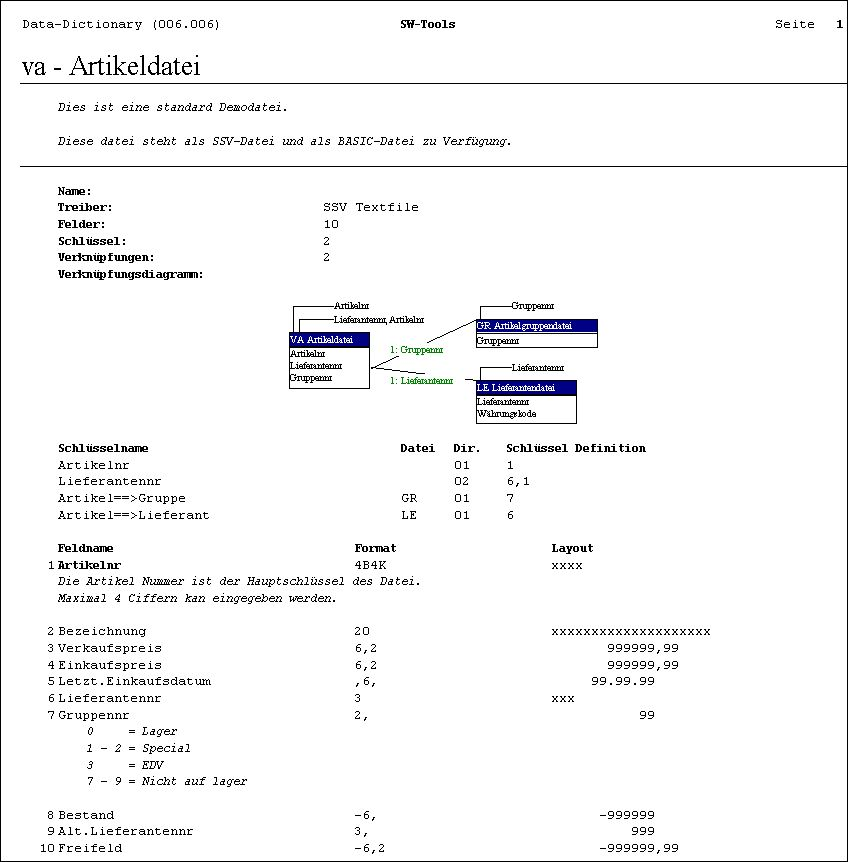 Data-Dictionary (006.006) SW-Tools Seite 1
va - Artikeldatei
Dies ist eine standard Demodatei.
Diese datei steht als SSV-Datei und als BASIC-Datei zu Verfügung.
Name:
Treiber: SSV Textfile
Felder: 10
Schlüssel: 2
Verknüpfungen: 2
Verknüpfungsdiagramm:
Artikelnr Gruppennr
Lieferantennr, Artikelnr
GR Artikelgruppendatei
VA Artikeldatei
Gruppennr
Artikelnr
1: Gruppennr
Lieferantennr
Lieferantennr
Gruppennr
1: Lieferantennr
LE Lieferantendatei
Lieferantennr
Währungskode
Schlüsselname Datei Dir. Schlüssel Definition
Artikelnr 01 1
Lieferantennr 02 6,1
Artikel==>Gruppe GR 01 7
Artikel==>Lieferant LE 01 6
Feldname Format Layout
1 Artikelnr 4B4K xxxx
Die Artikel Nummer ist der Hauptschlüssel des Datei.
Maximal 4 Ciffern kan eingegeben werden.
2 Bezeichnung 20 xxxxxxxxxxxxxxxxxxxx
3 Verkaufspreis 6,2 999999,99
4 Einkaufspreis 6,2 999999,99
5 Letzt.Einkaufsdatum ,6, 99.99.99
6 Lieferantennr 3 xxx
7 Gruppennr 2, 99
0 = Lager
1 - 2 = Special
3 = EDV
7 - 9 = Nicht auf lager
8 Bestand -6, -999999
9 Alt.Lieferantennr 3, 999
10 Freifeld -6,2 -999999,99